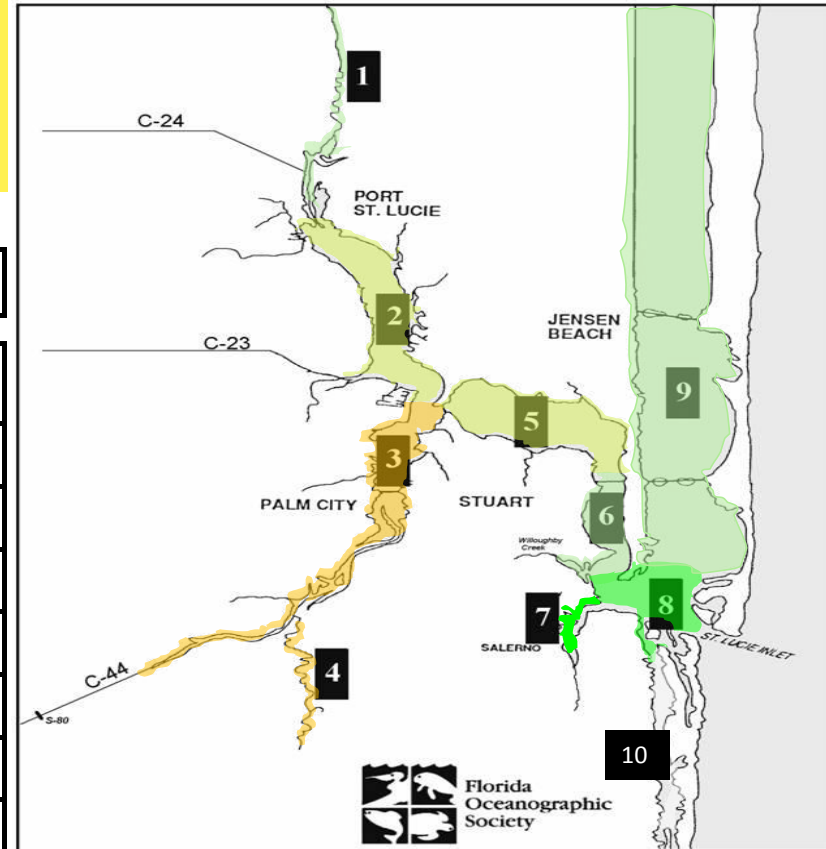 1
C-24
PORT
ST. LUCIE
2
JENSEN
BEACH
C-23
9
5
3
PALM CITY
STUART
6
Willoughby
Creek
7
8
SALERNO
ST. LUCIE INLET
4
C-44
S-80
10
Florida
Oceanographic
Society